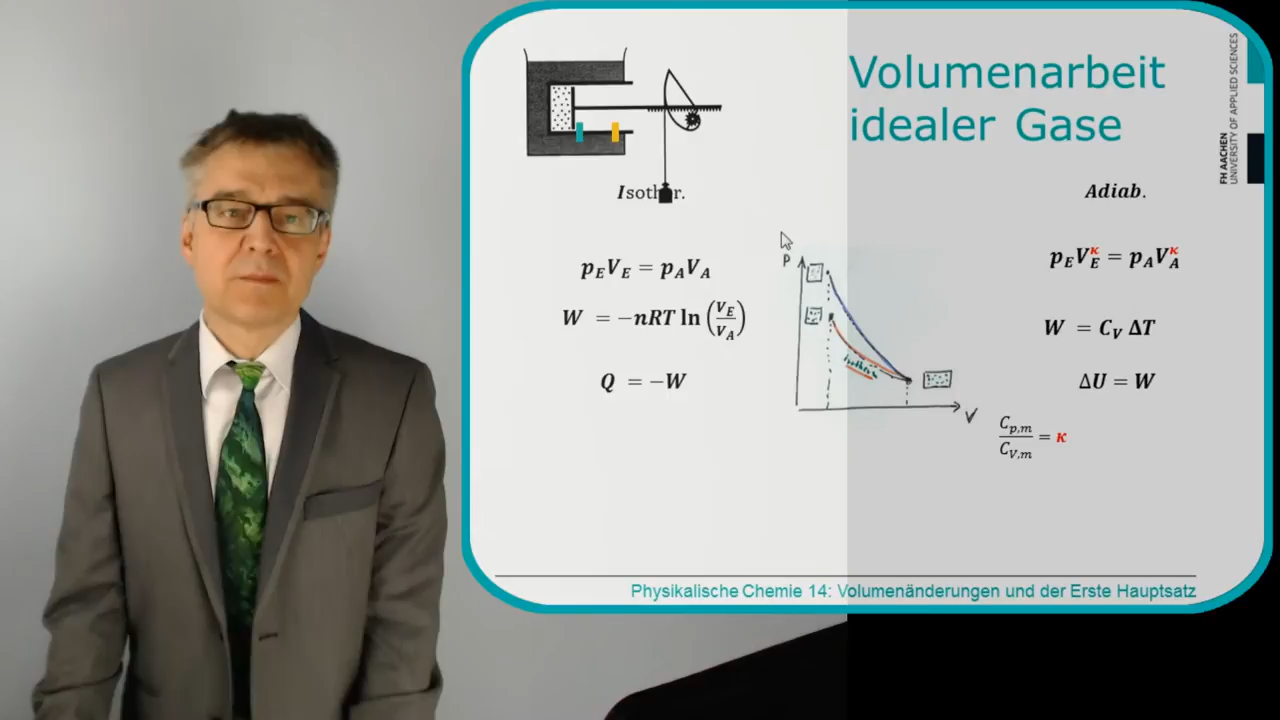 Volumenarbeit
idealer Gase
FH AACHEN
UNIVERSITY OF APPLIED SCIENCES
Isother.
p_E V_E = p_A V_A
W = −nRT ln (V_E/V_A)
Q = −W
p
V
Adiab.
p_E V_E^κ = p_A V_A^κ
W = C_V ΔT
ΔU = W
C_p,m/C_V,m = κ
Physikalische Chemie 14: Volumenänderungen und der Erste Hauptsatz